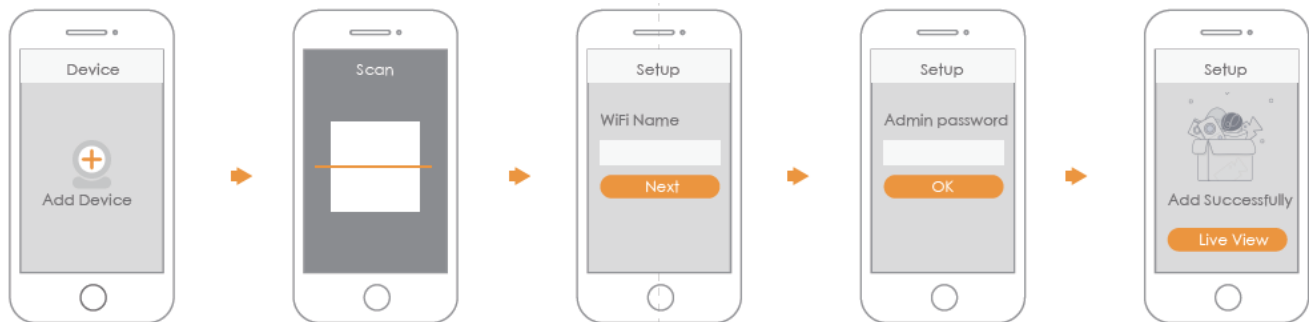 Device
Add Device
Scan
Setup
WiFi Name
Next
Setup
Admin password
OK
Setup
Add Successfully
Live View